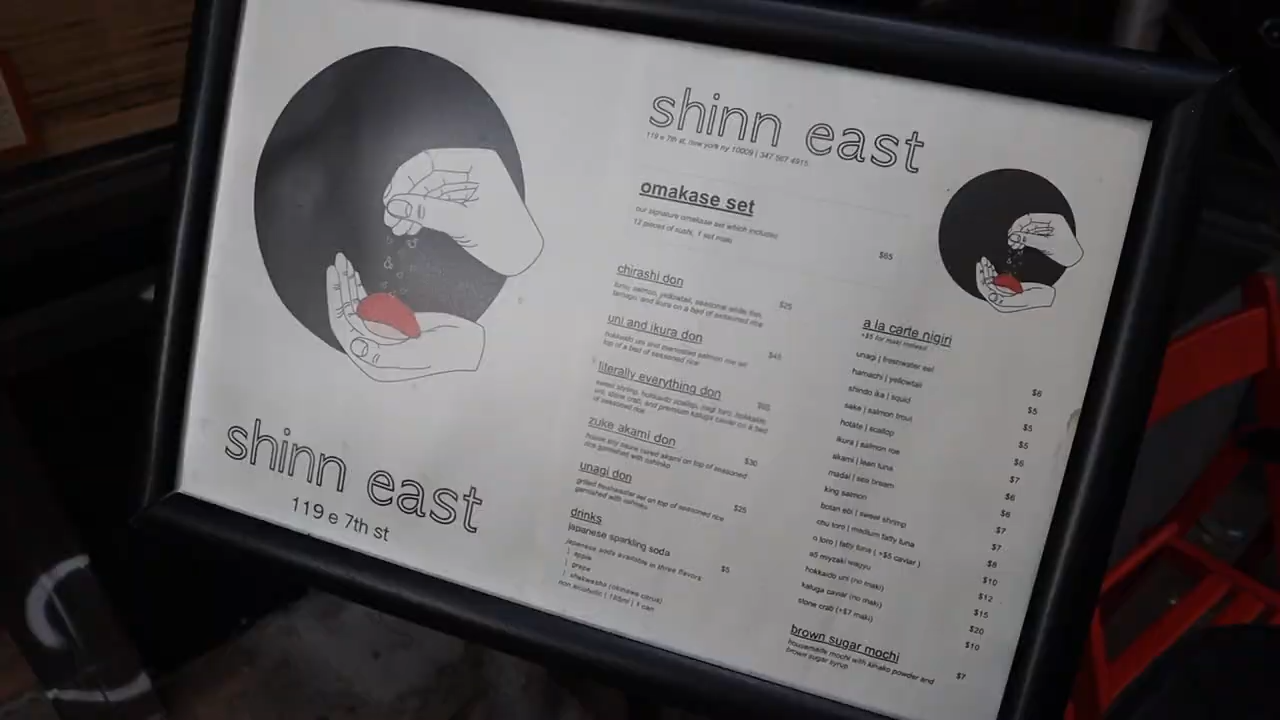 shinn east
119 e 7th st
shinn east
119 e 7th st, new york ny 10009 | 347 567 4915
omakase set
our signature omakase set which includes
12 pieces of sushi, 1 cut maki
$65
chirashi don
$25
tuna, salmon, yellowtail, seasonal white fish,
tamago, and ikura on a bed of seasoned rice
uni and ikura don
$45
hokkaido uni and marinated salmon roe on
top of a bed of seasoned rice
literally everything don
sweet shrimp, hokkaido scallop, negi toro, hokkaido
uni, stone crab, and premium kaluga caviar on a bed
of seasoned rice
zuke akami don
$30
house soy sauce cured akami on top of seasoned
rice garnished with oshinko
unagi don
$25
grilled freshwater eel on top of seasoned rice
garnished with oshinko
drinks
japanese sparkling soda
$5
japanese soda available in three flavors
| apple
| grape
| shekwasha (okinawa citrus)
non alcoholic | 185ml | 1 can
a la carte nigiri
+$5 for maki instead
unagi | freshwater eel $6
hamachi | yellowtail $5
shindo ika | squid $5
sake | salmon trout $5
hotate | scallop $6
ikura | salmon roe $7
akami | lean tuna $6
madai | sea bream $6
king salmon $7
botan ebi | sweet shrimp $7
chu toro | medium fatty tuna $8
o toro | fatty tuna ( +$5 caviar ) $10
a5 miyzaki wagyu $12
hokkaido uni (no maki) $15
kaluga caviar (no maki) $20
stone crab (+$7 maki) $10
brown sugar mochi
$7
housemade mochi with kinako powder and
brown sugar syrup